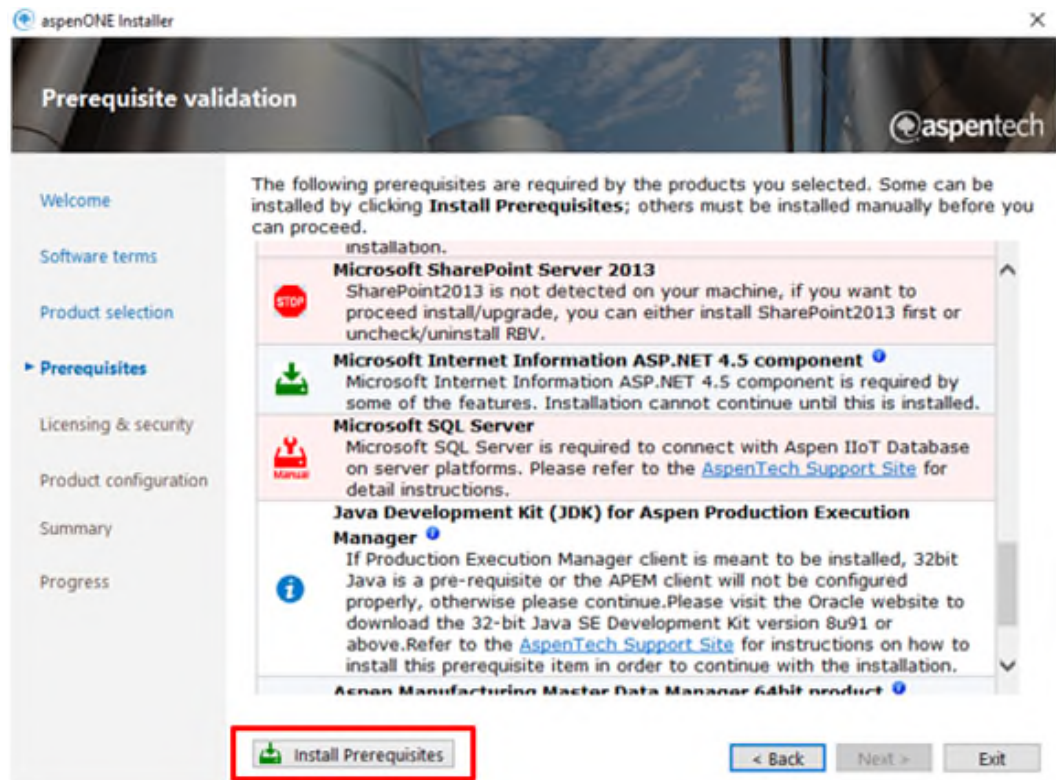 aspenONE Installer
Prerequisite validation
aspentech
Welcome
Software terms
Product selection
Prerequisites
Licensing & security
Product configuration
Summary
Progress
The following prerequisites are required by the products you selected. Some can be
installed by clicking Install Prerequisites; others must be installed manually before you
can proceed.
installation.
Microsoft SharePoint Server 2013
STOP
SharePoint2013 is not detected on your machine, if you want to
proceed install/upgrade, you can either install SharePoint2013 first or
uncheck/uninstall RBV.
Microsoft Internet Information ASP.NET 4.5 component
Microsoft Internet Information ASP.NET 4.5 component is required by
some of the features. Installation cannot continue until this is installed.
Microsoft SQL Server
Manual
Microsoft SQL Server is required to connect with Aspen IIoT Database
on server platforms. Please refer to the AspenTech Support Site for
detail instructions.
Java Development Kit (JDK) for Aspen Production Execution
Manager
If Production Execution Manager client is meant to be installed, 32bit
Java is a pre-requisite or the APEM client will not be configured
properly, otherwise please continue.Please visit the Oracle website to
download the 32-bit Java SE Development Kit version 8u91 or
above.Refer to the AspenTech Support Site for instructions on how to
install this prerequisite item in order to continue with the installation.
Aspen Manufacturing Master Data Manager 64bit product
Install Prerequisites
< Back
Next >
Exit